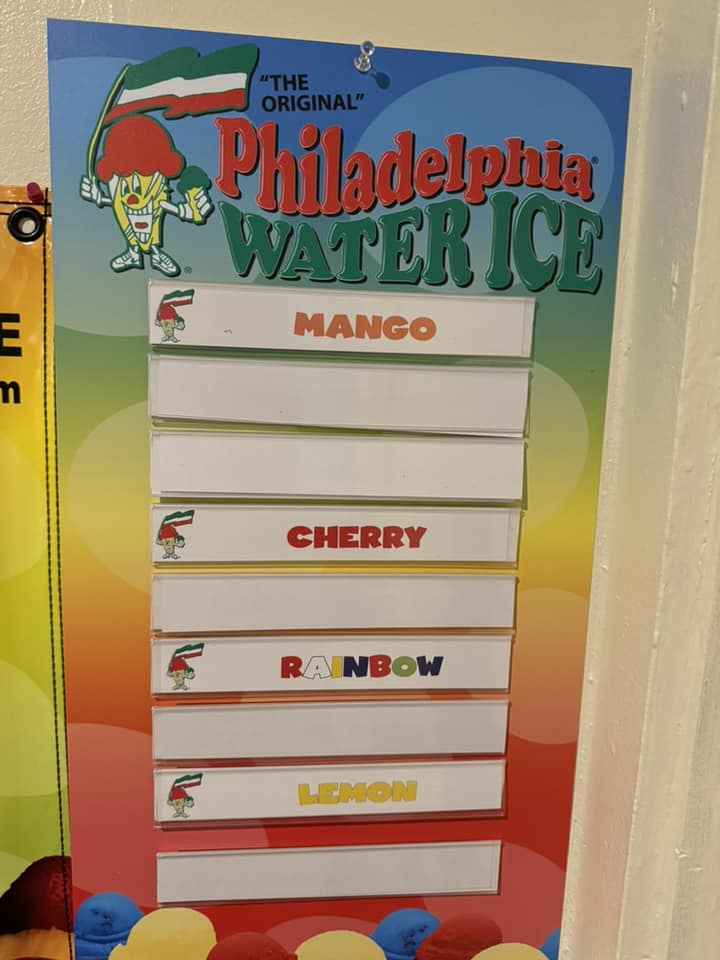 "THE
ORIGINAL"
Philadelphia®
WATER ICE
MANGO
CHERRY
RAINBOW
LEMON
E
m